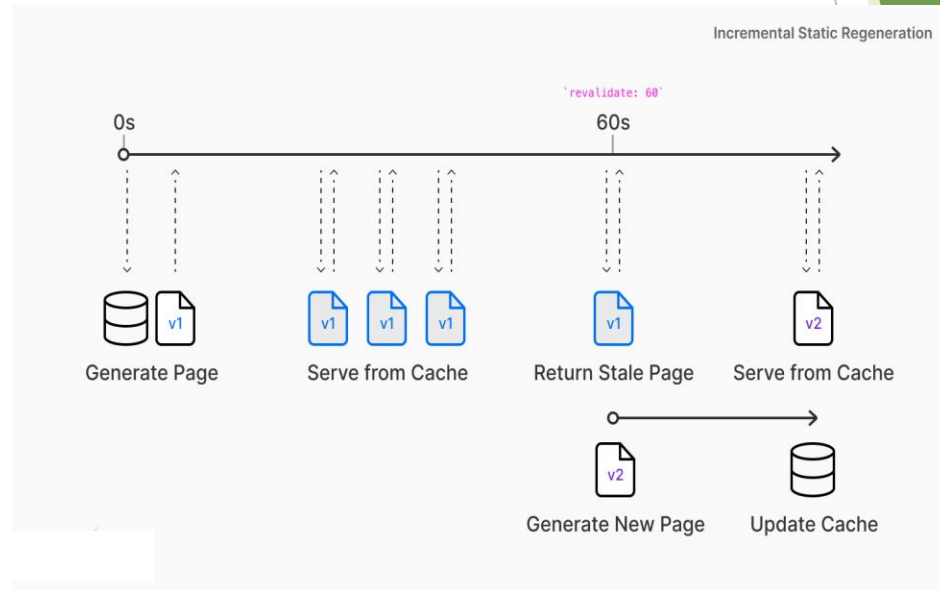 Incremental Static Regeneration
`revalidate: 60`
0s
60s
v1
v1
v1
v1
v1
v2
Generate Page
Serve from Cache
Return Stale Page
Serve from Cache
v2
Generate New Page
Update Cache